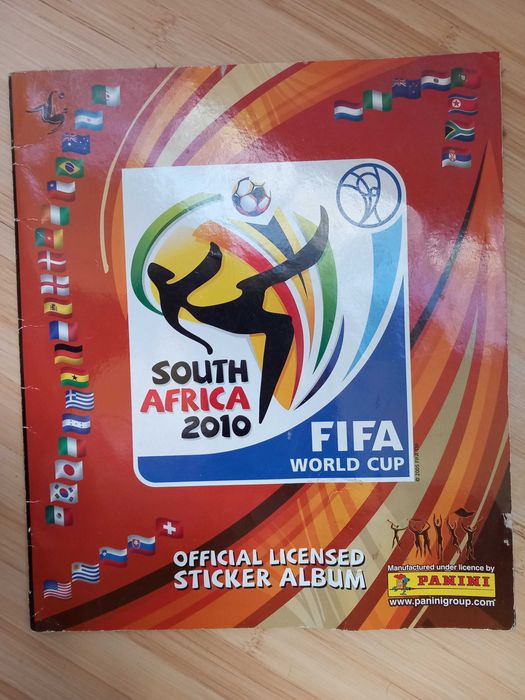 SOUTH
AFRICA
2010
FIFA
WORLD CUP
OFFICIAL LICENSED
STICKER ALBUM
Manufactured under licence by
PANINI
www.paninigroup.com